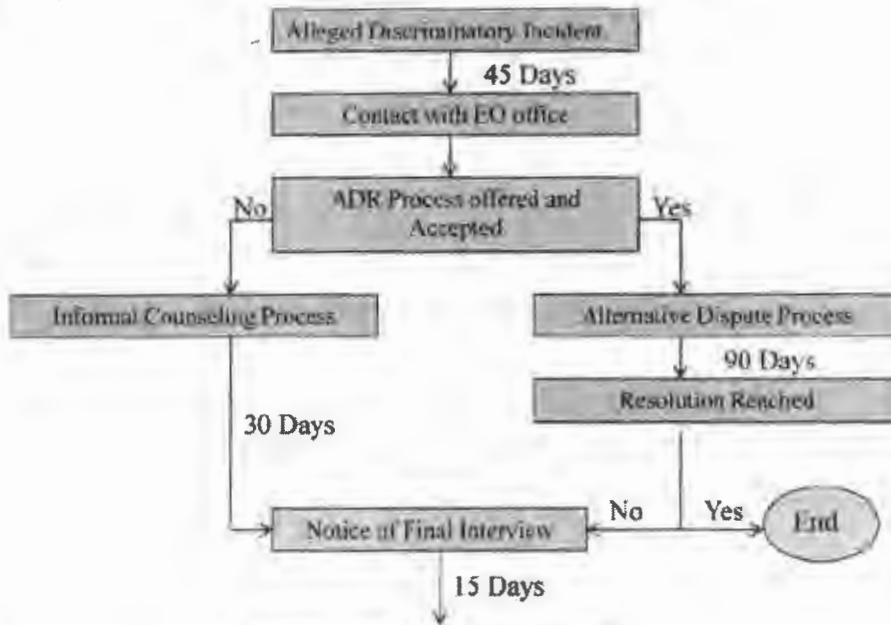 Alleged Discriminatory Incident
45 Days
Contact with EO office
ADR Process offered and
Accepted
No
Yes
Informal Counseling Process
Alternative Dispute Process
90 Days
Resolution Reached
30 Days
Notice of Final Interview
No
Yes
End
15 Days